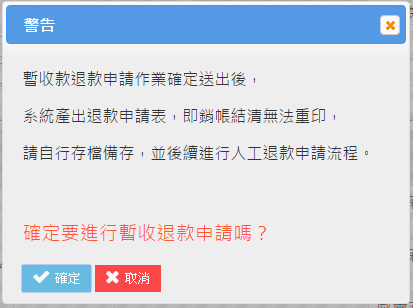 警告
暫收款退款申請作業確定送出後，
系統產出退款申請表，即銷帳結清無法重印，
請自行存檔備存，並後續進行人工退款申請流程。
確定要進行暫收退款申請嗎？
確定 取消